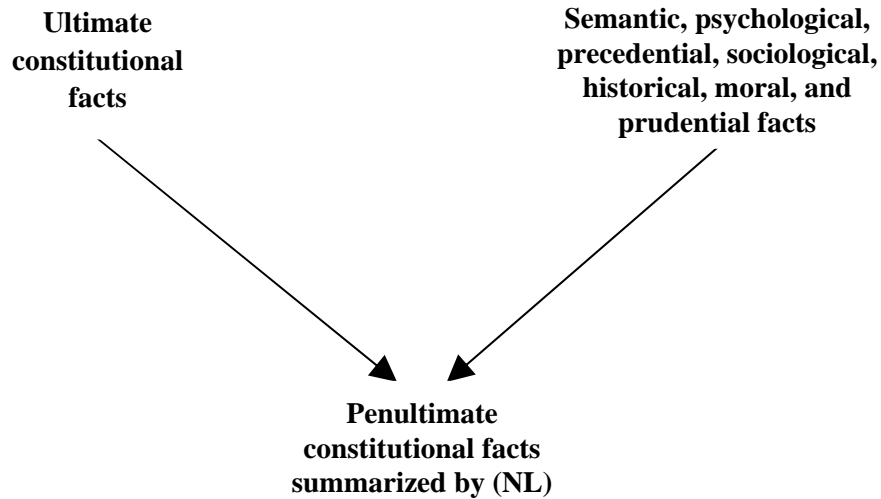 Ultimate
constitutional
facts
Semantic, psychological,
precedential, sociological,
historical, moral, and
prudential facts
Penultimate
constitutional facts
summarized by (NL)